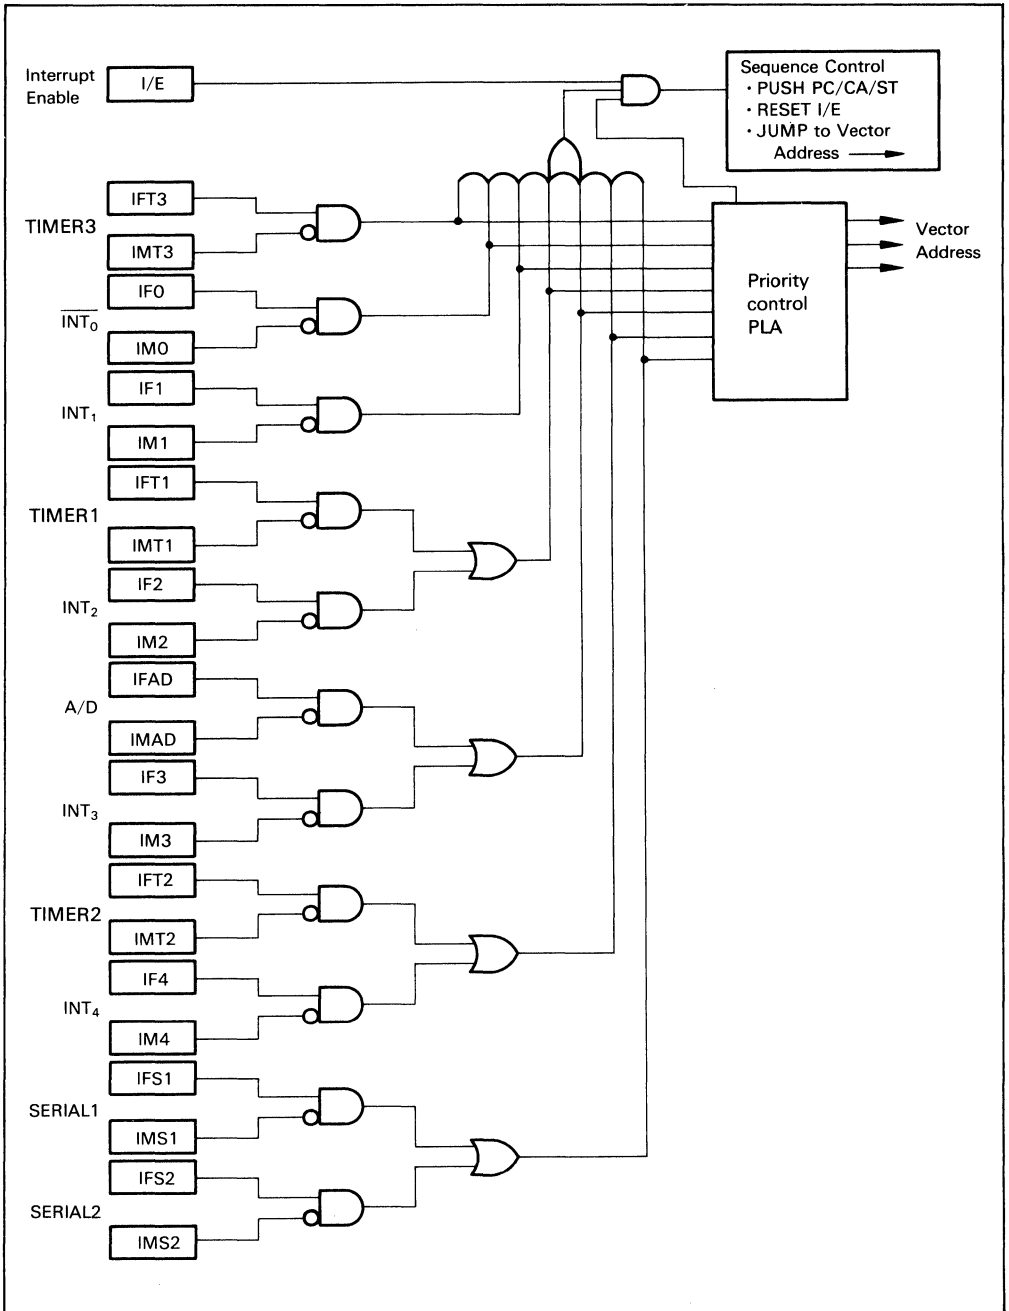 Interrupt
Enable
I/E
Sequence Control
· PUSH PC/CA/ST
· RESET I/E
· JUMP to Vector
Address
IFT3
TIMER3
IMT3
IF0
INT0
IM0
IF1
INT1
IM1
IFT1
TIMER1
IMT1
IF2
INT2
IM2
IFAD
A/D
IMAD
IF3
INT3
IM3
IFT2
TIMER2
IMT2
IF4
INT4
IM4
IFS1
SERIAL1
IMS1
IFS2
SERIAL2
IMS2
Priority
control
PLA
Vector
Address